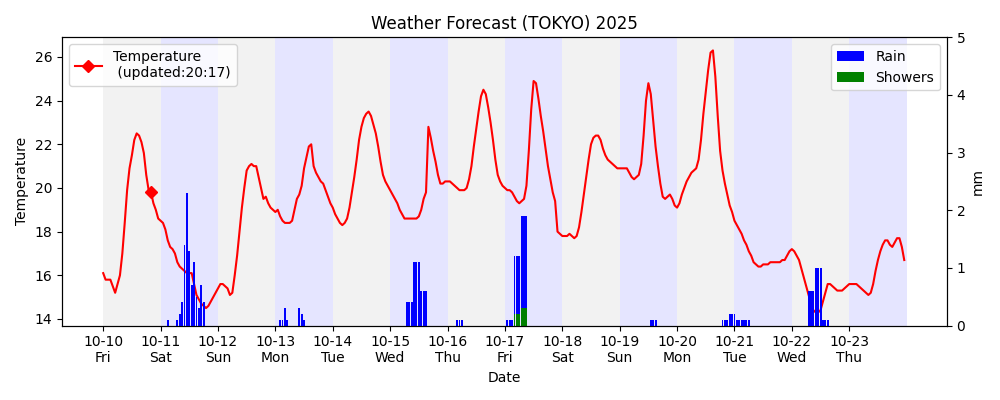 Weather Forecast (TOKYO) 2025
Temperature
(updated:20:17)
Rain
Showers
26
24
22
20
18
16
14
Temperature
5
4
3
2
1
0
mm
10-10 10-11 10-12 10-13 10-14 10-15 10-16 10-17 10-18 10-19 10-20 10-21 10-22 10-23
Fri Sat Sun Mon Tue Wed Thu Fri Sat Sun Mon Tue Wed Thu
Date